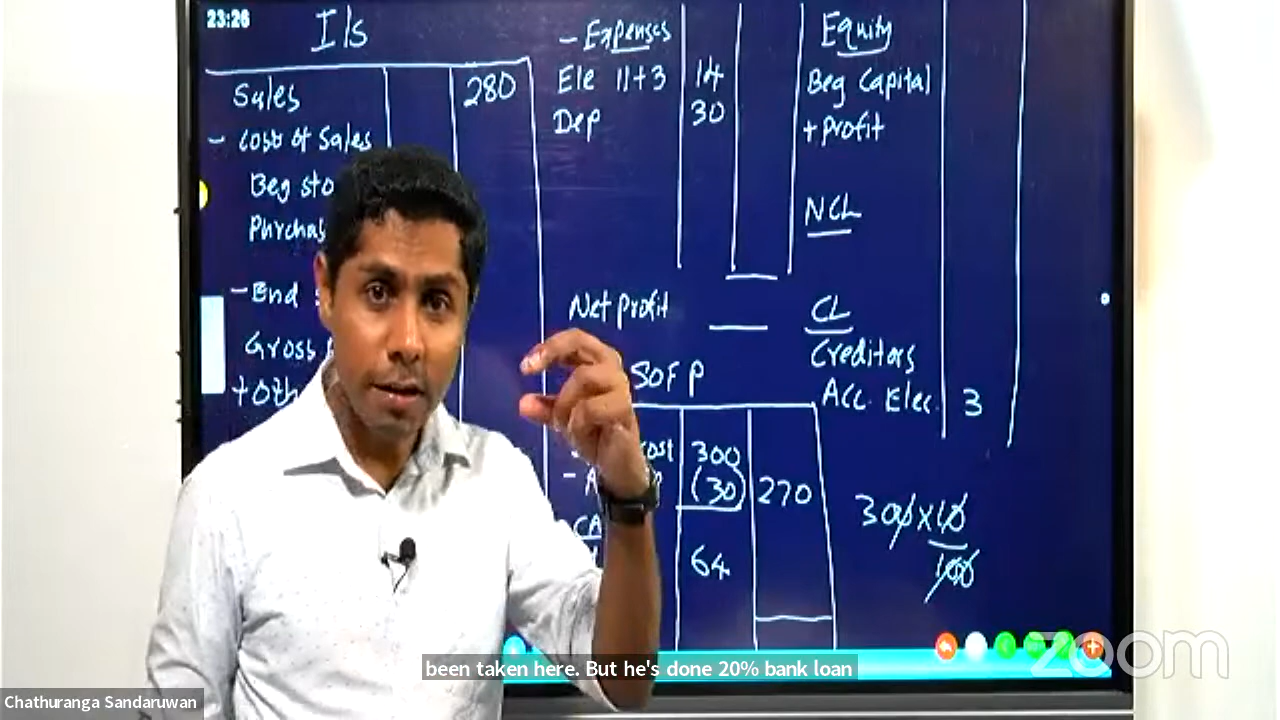 23:26
I/s
Sales 280
- Cost of Sales
Beg sto
Purchas
- End
Gross
+ Oth
- Expenses
Ele 11+3 14
Dep 30
Net profit
SOFP
cost 300
- A (30) 270
CA
64
Equity
Beg Capital
+ Profit
NCL
CL
Creditors
Acc. Elec. 3
300 x 10
100
zoom
been taken here. But he's done 20% bank loan
Chathuranga Sandaruwan